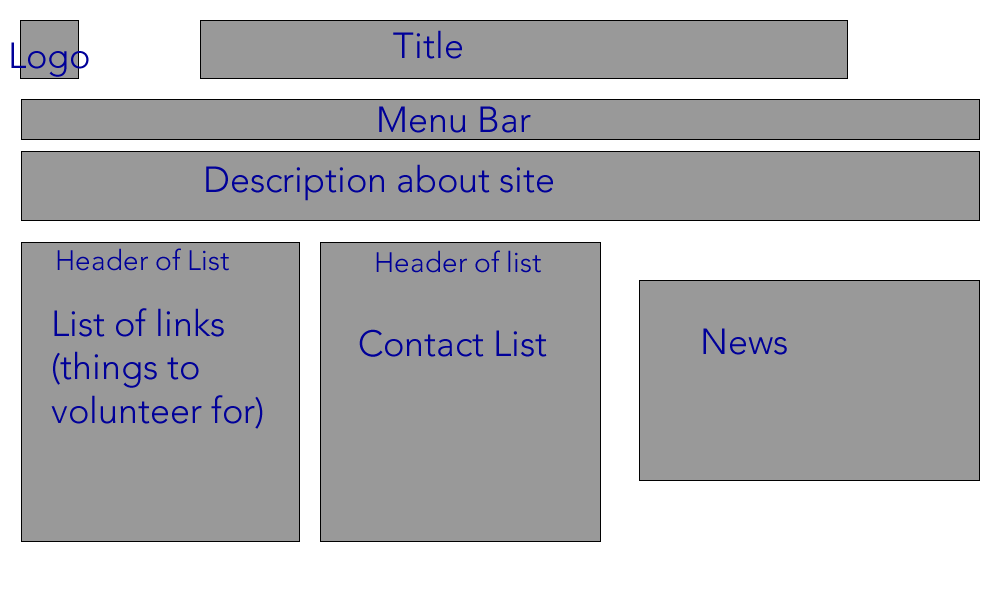 Logo
Title
Menu Bar
Description about site
Header of List
List of links
(things to
volunteer for)
Header of list
Contact List
News